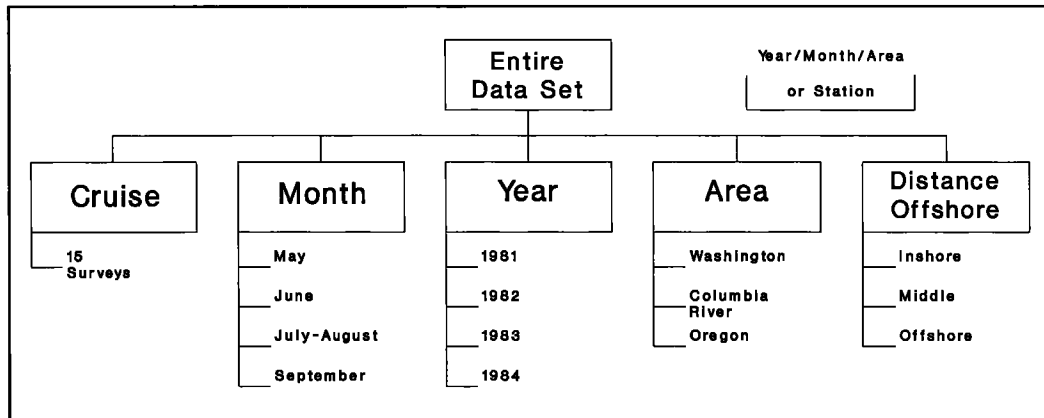 Entire
Data Set
Year/Month/Area
or Station
Cruise
Month
Year
Area
Distance
Offshore
15
Surveys
May
June
July-August
September
1981
1982
1983
1984
Washington
Columbia
River
Oregon
Inshore
Middle
Offshore